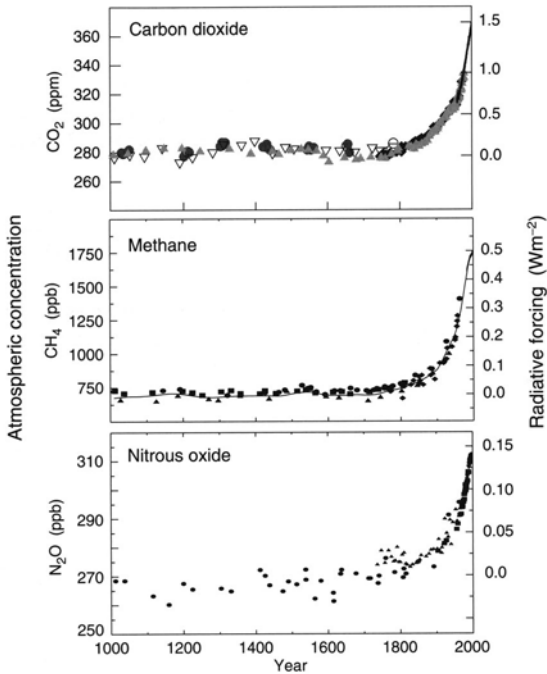 Carbon dioxide
360
340
320
300
280
260
CO₂ (ppm)
1.5
1.0
0.5
0.0
Methane
1750
1500
1250
1000
750
CH₄ (ppb)
0.5
0.4
0.3
0.2
0.1
0.0
Nitrous oxide
310
290
270
250
N₂O (ppb)
0.15
0.10
0.05
0.0
Atmospheric concentration
Radiative forcing (Wm⁻²)
1000 1200 1400 1600 1800 2000
Year